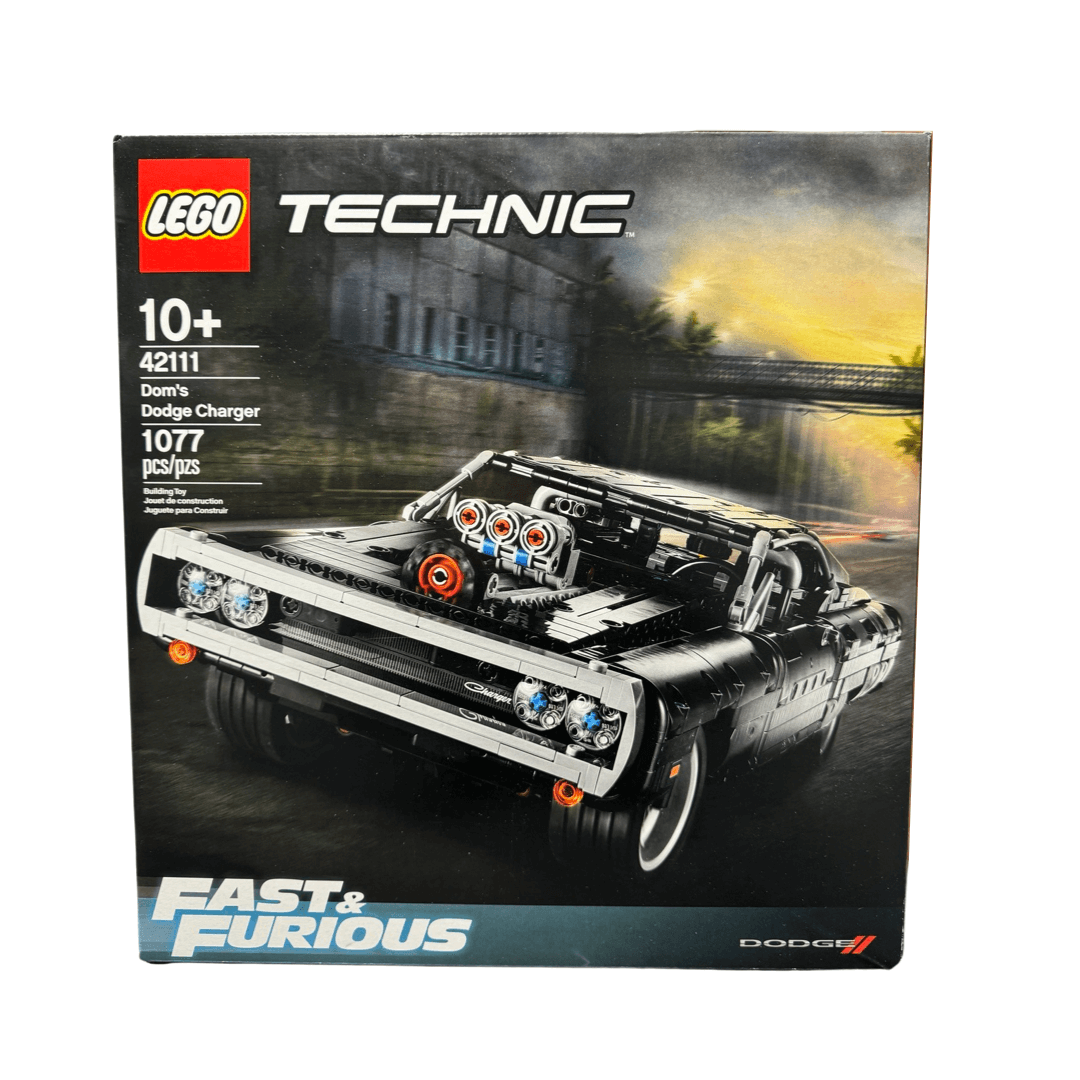 LEGO
TECHNIC™
10+
42111
Dom's
Dodge Charger
1077
pcs/pzs
Building Toy
Jouet de construction
Juguete para Construir
Charger
FAST &
FURIOUS
DODGE